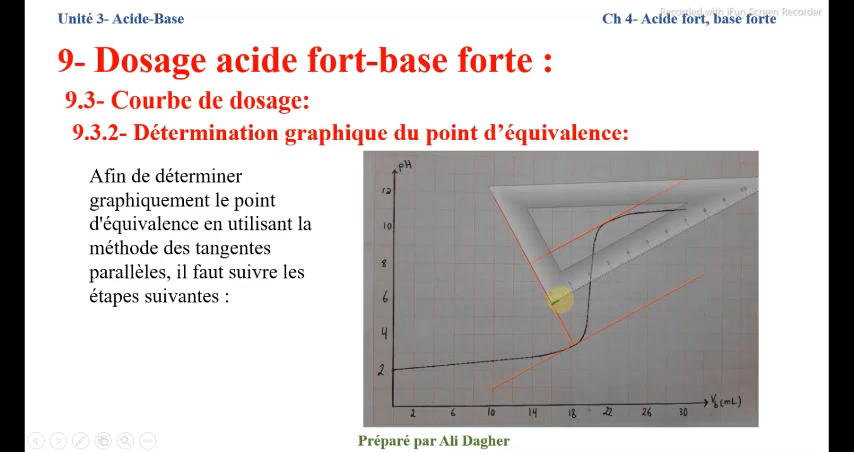 Recorded with iFun Screen Recorder
Unité 3- Acide-Base
Ch 4- Acide fort, base forte
9- Dosage acide fort-base forte :
9.3- Courbe de dosage:
9.3.2- Détermination graphique du point d’équivalence:
Afin de déterminer
graphiquement le point
d'équivalence en utilisant la
méthode des tangentes
parallèles, il faut suivre les
étapes suivantes :
pH
12
10
8
6
4
2
2 6 10 14 18 22 26 30
Vb (mL)
Préparé par Ali Dagher